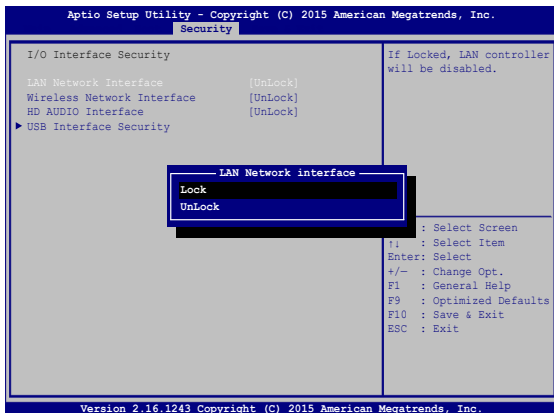 Aptio Setup Utility - Copyright (C) 2015 American Megatrends, Inc.
Security
I/O Interface Security
LAN Network Interface [UnLock]
Wireless Network Interface [UnLock]
HD AUDIO Interface [UnLock]
USB Interface Security
If Locked, LAN controller
will be disabled.
LAN Network interface
Lock
UnLock
: Select Screen
↑↓ : Select Item
Enter: Select
+/— : Change Opt.
F1 : General Help
F9 : Optimized Defaults
F10 : Save & Exit
ESC : Exit
Version 2.16.1243 Copyright (C) 2015 American Megatrends, Inc.